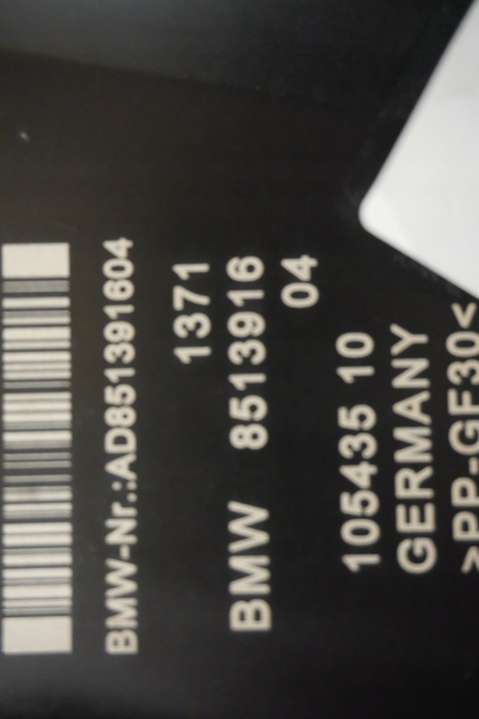 BMW-Nr.:AD851391604
1371
BMW 8513916
04
105435 10
GERMANY
>PP-GF30<